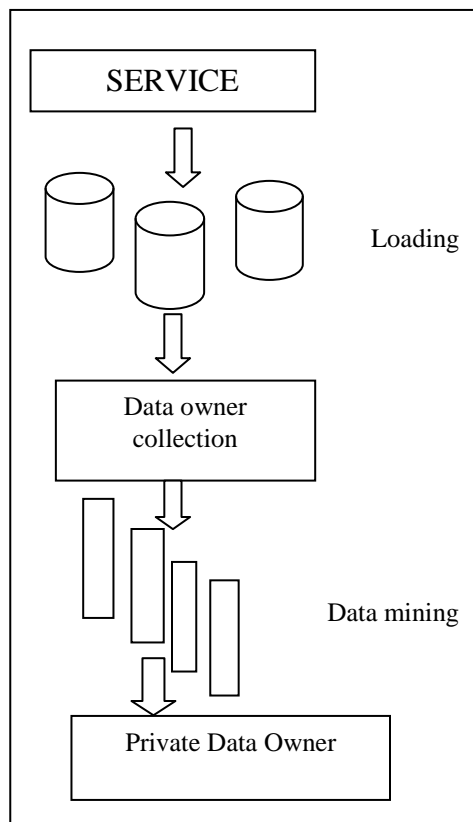 SERVICE
Loading
Data owner
collection
Data mining
Private Data Owner